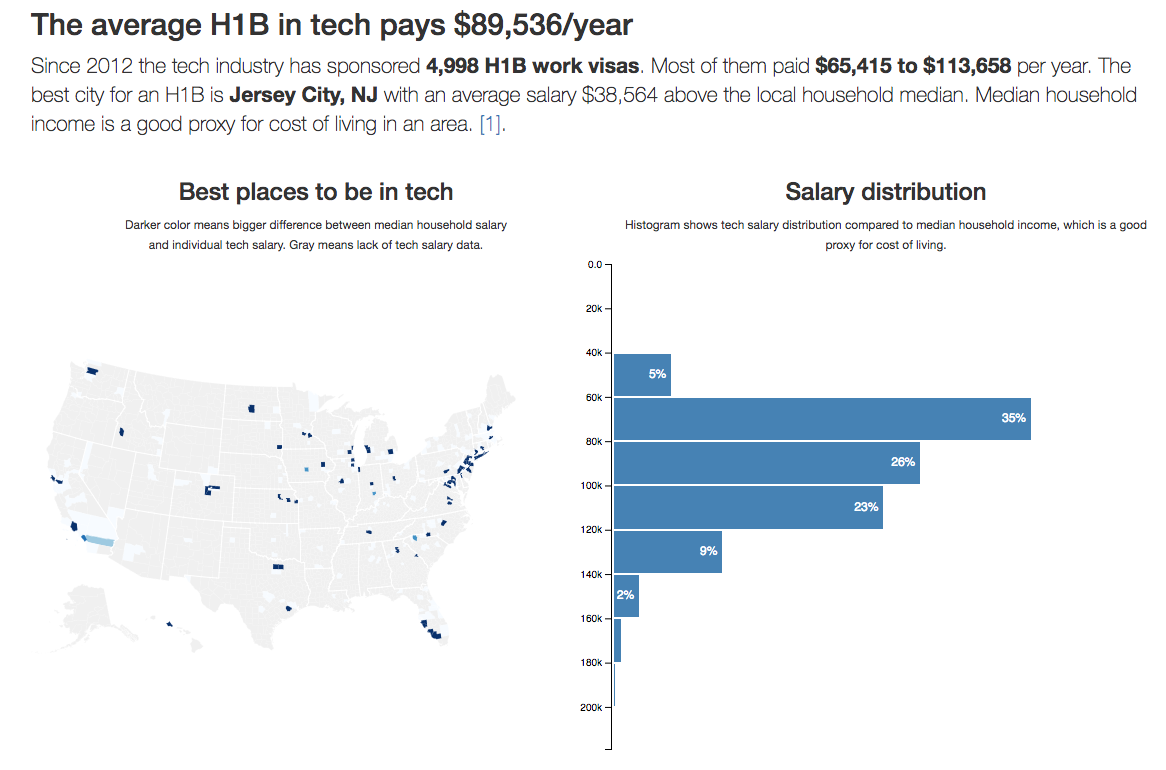 The average H1B in tech pays $89,536/year
Since 2012 the tech industry has sponsored 4,998 H1B work visas. Most of them paid $65,415 to $113,658 per year. The
best city for an H1B is Jersey City, NJ with an average salary $38,564 above the local household median. Median household
income is a good proxy for cost of living in an area. [1].
Best places to be in tech
Darker color means bigger difference between median household salary
and individual tech salary. Gray means lack of tech salary data.
Salary distribution
Histogram shows tech salary distribution compared to median household income, which is a good
proxy for cost of living.
0.0
20k
40k
5%
60k
35%
80k
26%
100k
23%
120k
9%
140k
2%
160k
180k
200k